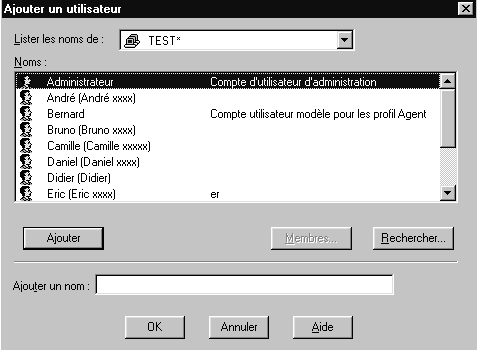 Ajouter un utilisateur
Lister les noms de : TEST*
Noms :
Administrateur Compte d'utilisateur d'administration
André (André xxxx)
Bernard Compte utilisateur modèle pour les profil Agent
Bruno (Bruno xxxx)
Camille (Camille xxxxx)
Daniel (Daniel xxxx)
Didier (Didier)
Eric (Eric xxxx) er
Ajouter Membres... Rechercher...
Ajouter un nom :
OK Annuler Aide